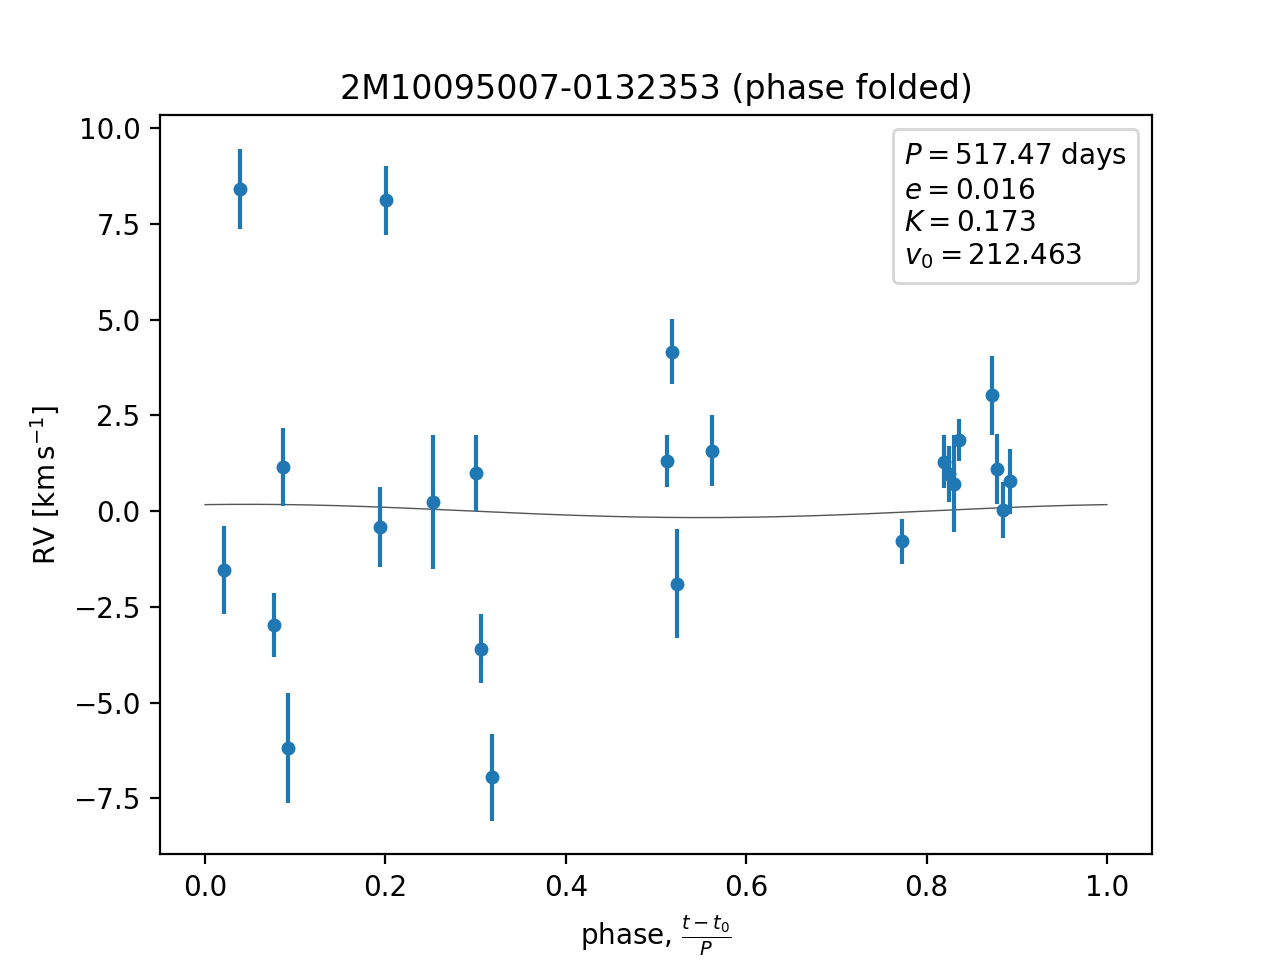 2M10095007-0132353 (phase folded)
P = 517.47 days
e = 0.016
K = 0.173
v₀ = 212.463
RV [km s⁻¹]
10.0
7.5
5.0
2.5
0.0
−2.5
−5.0
−7.5
0.0 0.2 0.4 0.6 0.8 1.0
phase, (t − t₀)/P